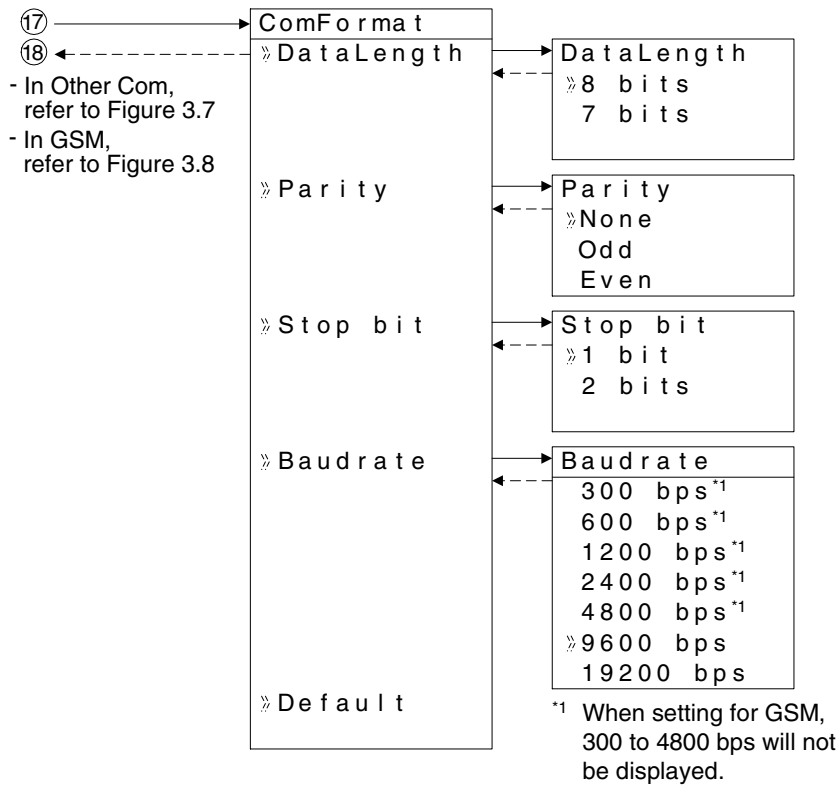 ⑰
⑱
- In Other Com,
refer to Figure 3.7
- In GSM,
refer to Figure 3.8
ComFormat
»DataLength
»Parity
»Stop bit
»Baudrate
»Default
DataLength
»8 bits
7 bits
Parity
»None
Odd
Even
Stop bit
»1 bit
2 bits
Baudrate
300 bps*1
600 bps*1
1200 bps*1
2400 bps*1
4800 bps*1
»9600 bps
19200 bps
*1 When setting for GSM,
300 to 4800 bps will not
be displayed.